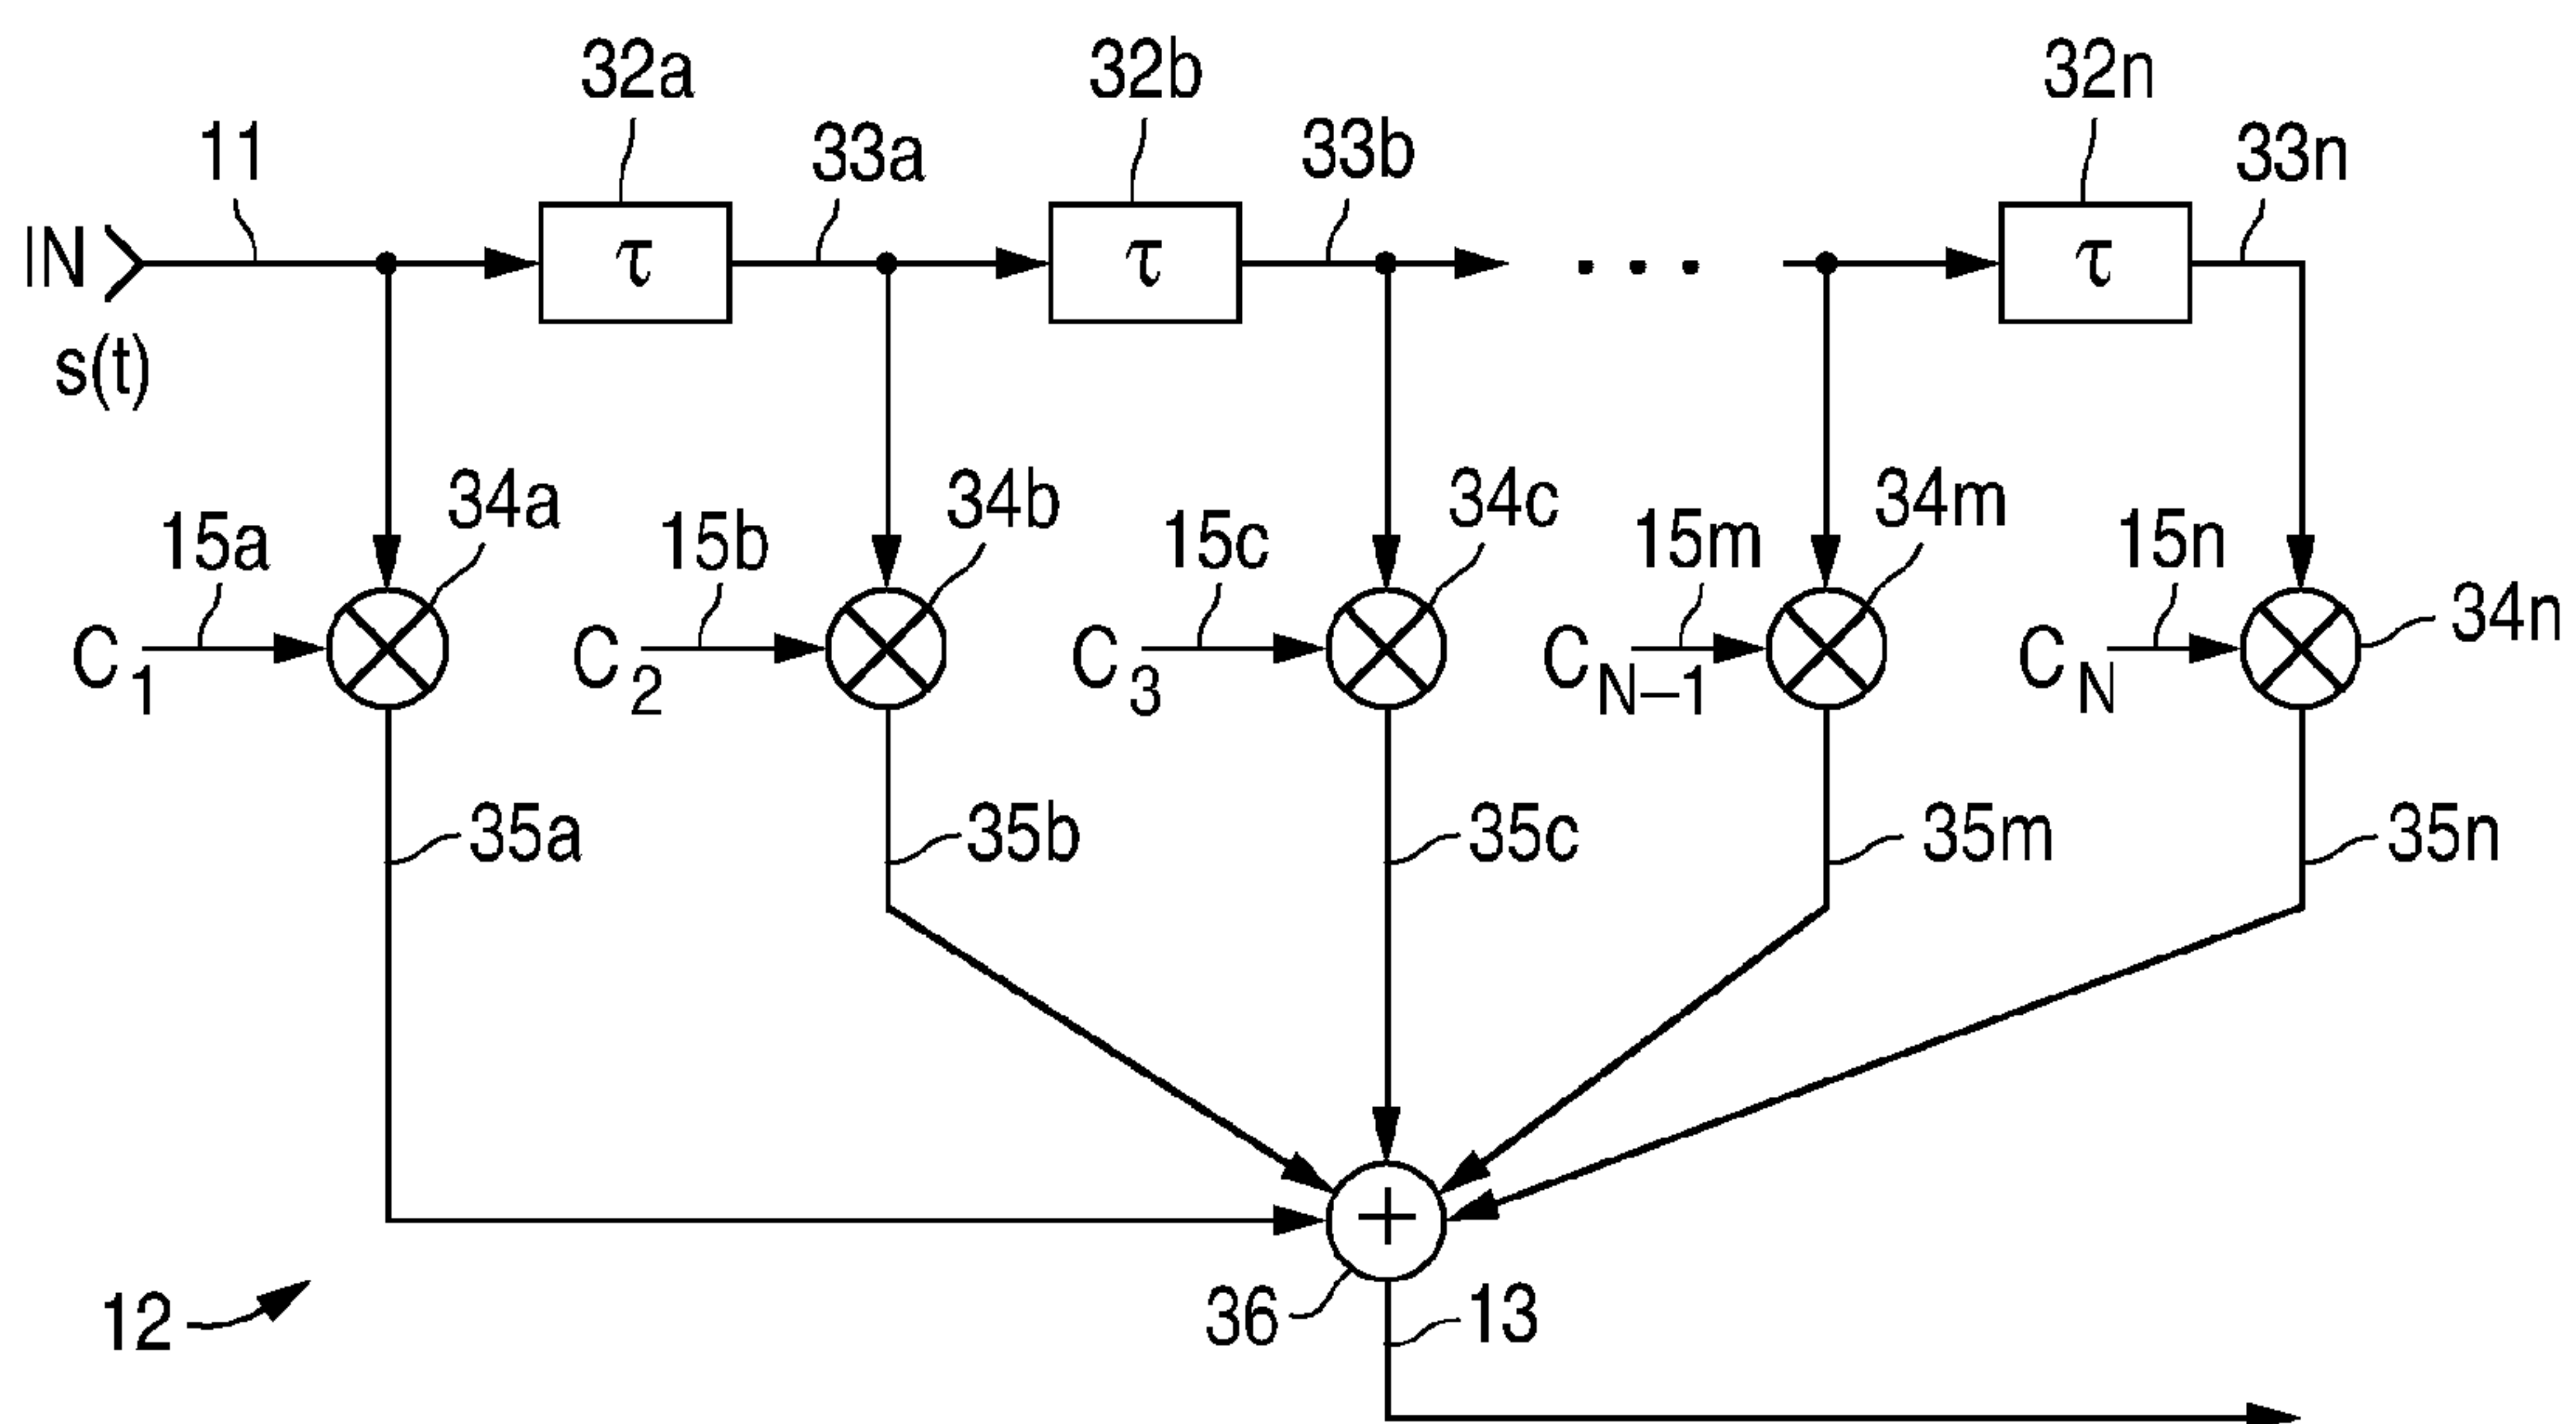 32a 32b 32n
11 33a 33b 33n
IN τ τ . . . τ
s(t)
34a 34b 34c 34m
15a 15b 15c 15m 15n
34n
C1 C2 C3 CN–1 CN
35a 35b 35c 35m 35n
+
12 36 13